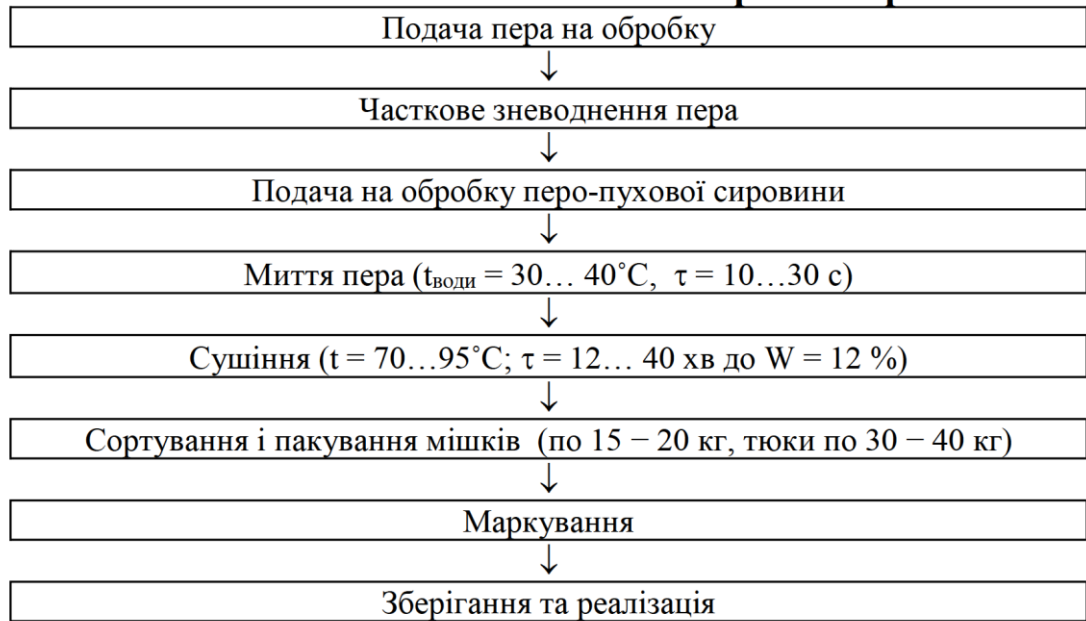 Подача пера на обробку
↓
Часткове зневоднення пера
↓
Подача на обробку перо-пухової сировини
↓
Миття пера (tводи = 30… 40˚C, τ = 10…30 с)
↓
Сушіння (t = 70…95˚C; τ = 12… 40 хв до W = 12 %)
↓
Сортування і пакування мішків (по 15 − 20 кг, тюки по 30 − 40 кг)
↓
Маркування
↓
Зберігання та реалізація